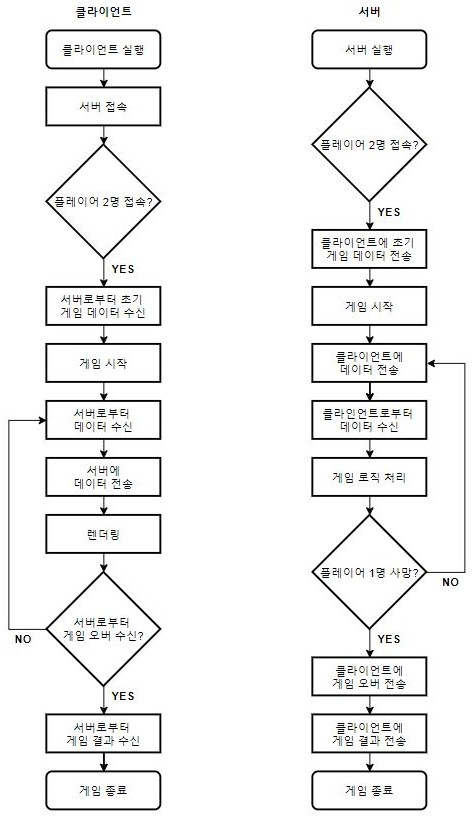 클라이언트
클라이언트 실행
서버 접속
플레이어 2명 접속?
YES
서버로부터 초기
게임 데이터 수신
게임 시작
서버로부터
데이터 수신
서버에
데이터 전송
렌더링
서버로부터
게임 오버 수신?
NO
YES
서버로부터
게임 결과 수신
게임 종료
서버
서버 실행
플레이어 2명 접속?
YES
클라이언트에 초기
게임 데이터 전송
게임 시작
클라이언트에
데이터 전송
클라인언트로부터
데이터 수신
게임 로직 처리
플레이어 1명 사망?
NO
YES
클라이언트에
게임 오버 전송
클라이언트에
게임 결과 전송
게임 종료